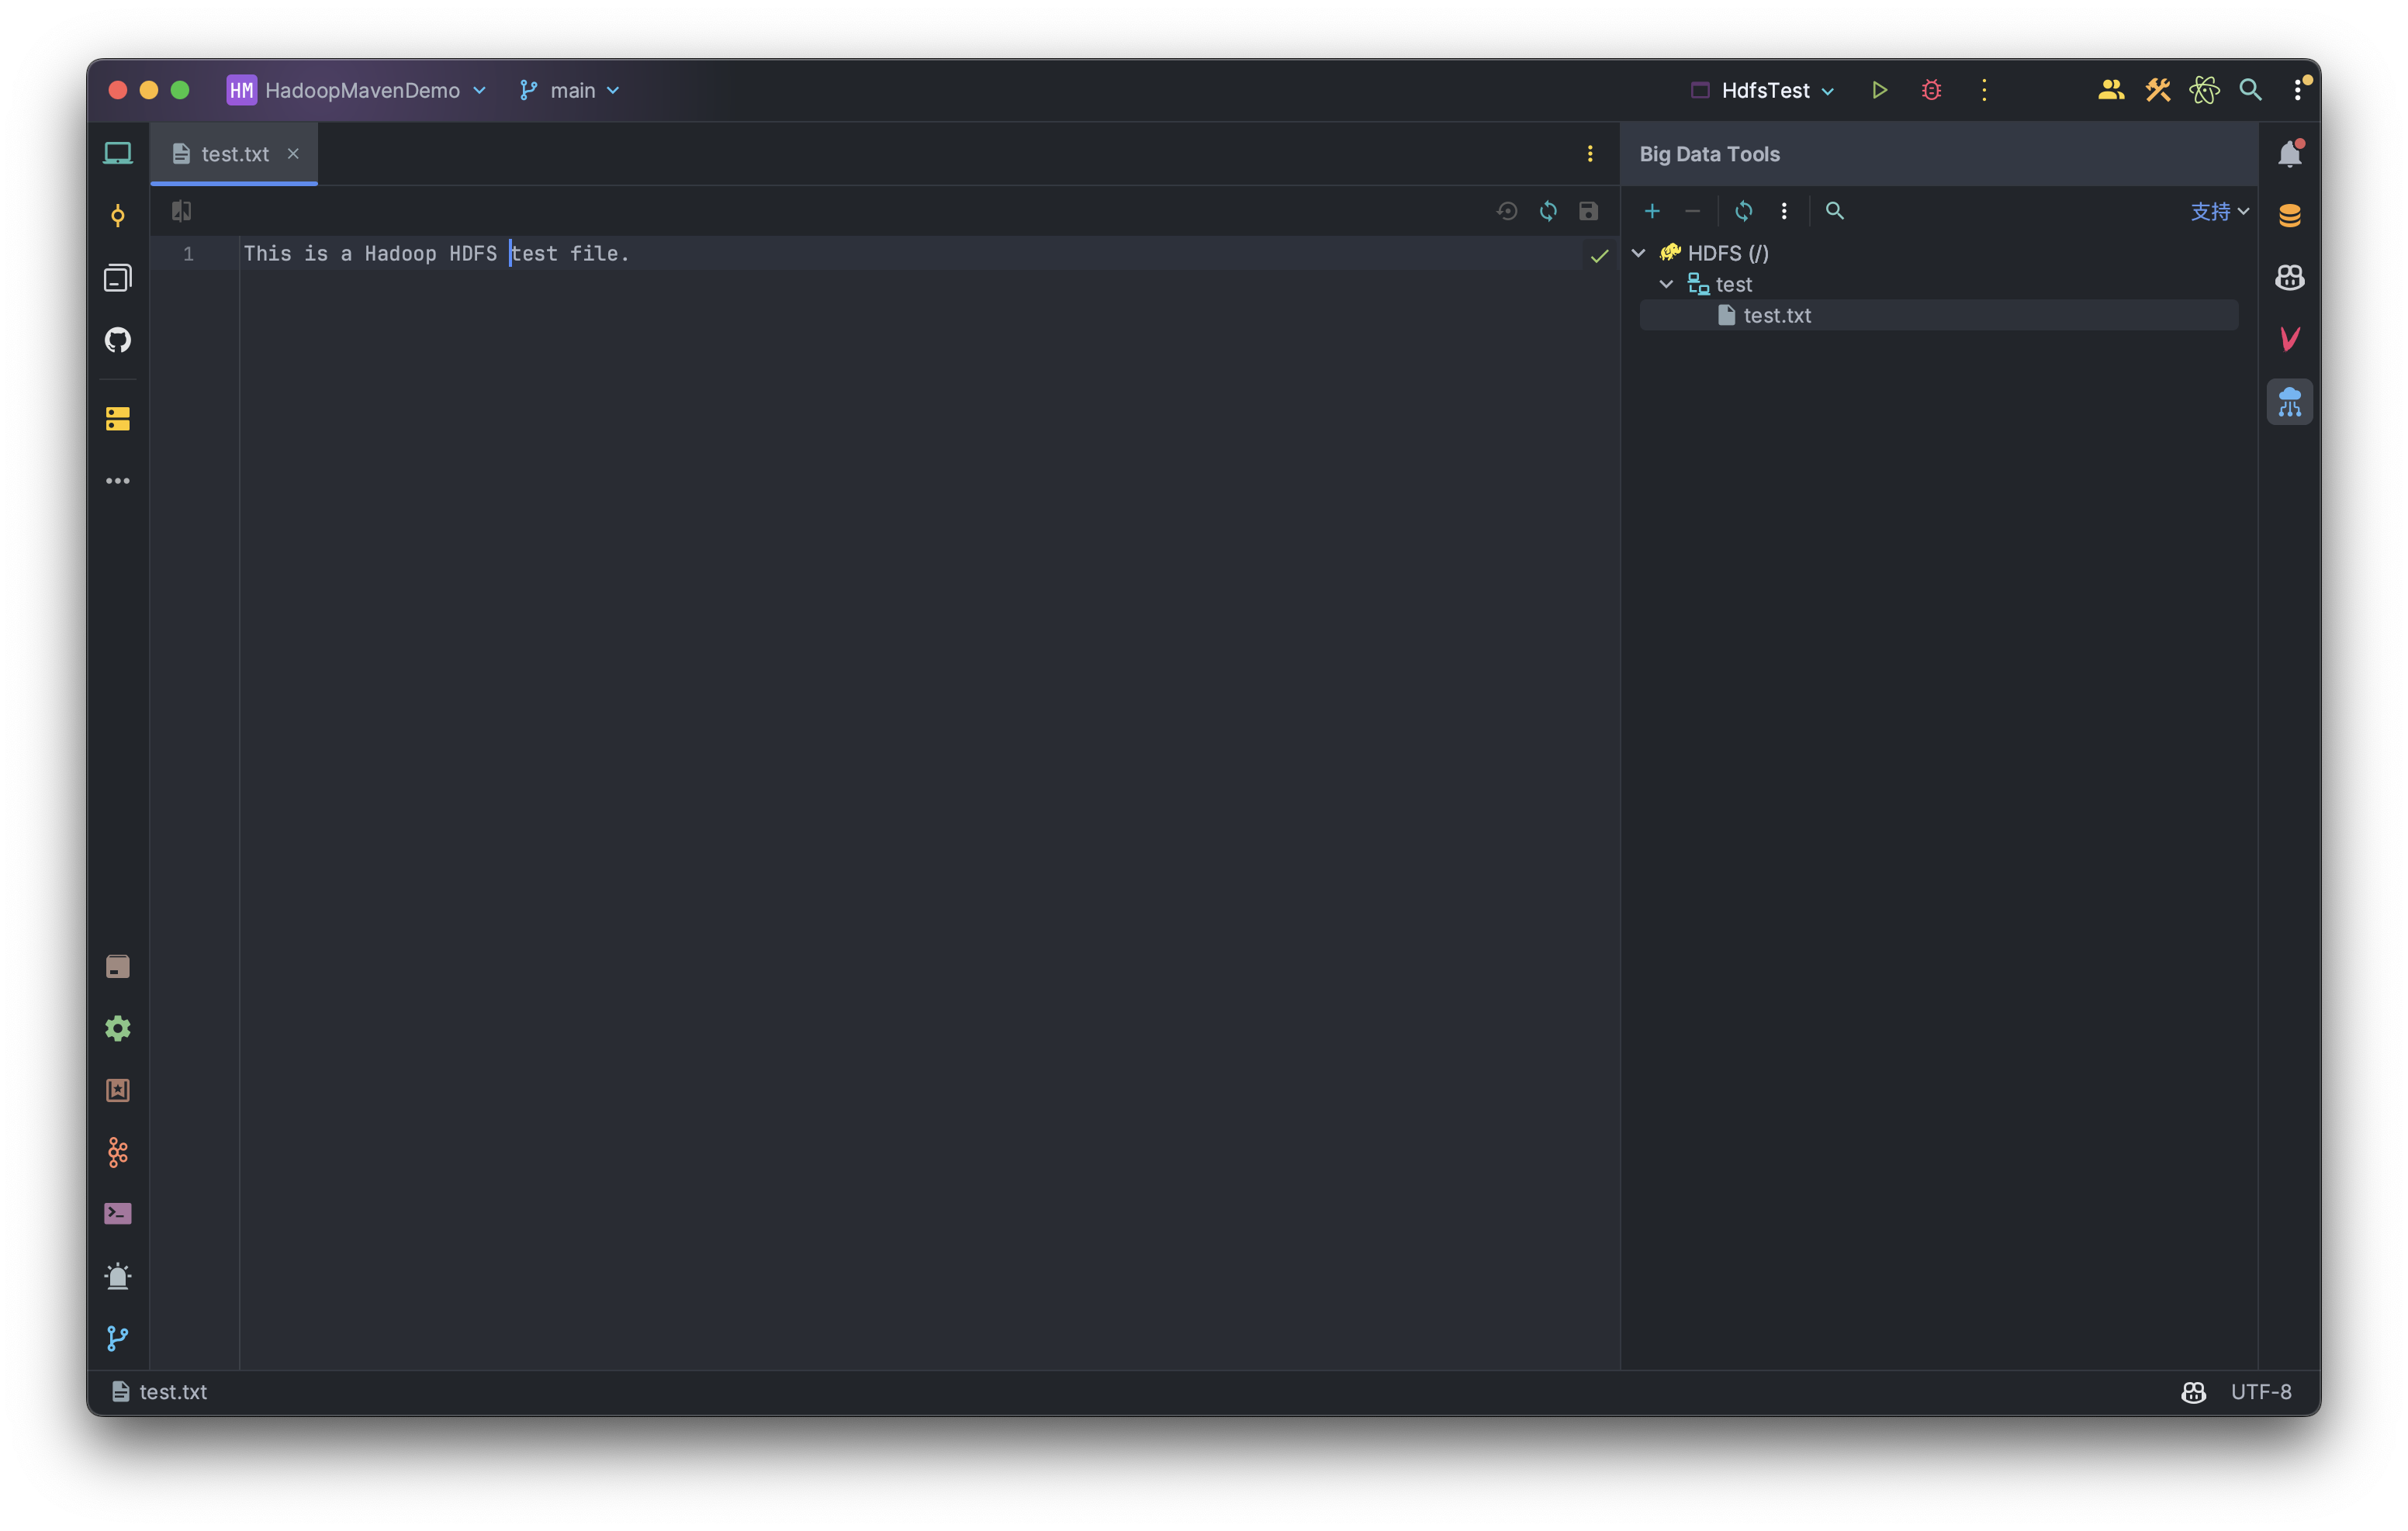 HM HadoopMavenDemo main HdfsTest
test.txt
Big Data Tools
支持
1 This is a Hadoop HDFS test file.
HDFS (/)
test
test.txt
test.txt
UTF-8